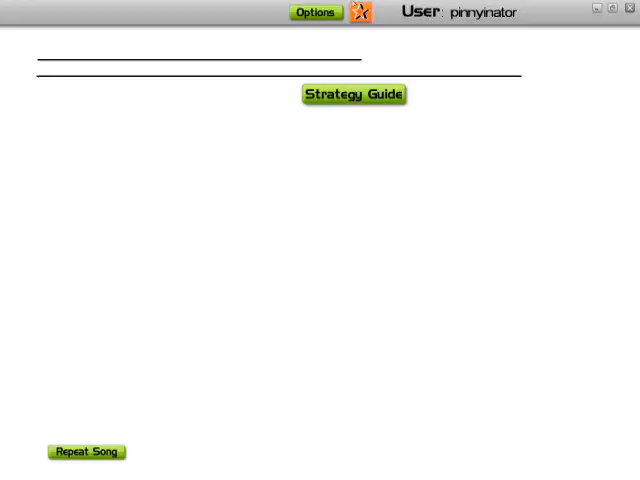 Options
User: pinnyinator
Strategy Guide
Repeat Song